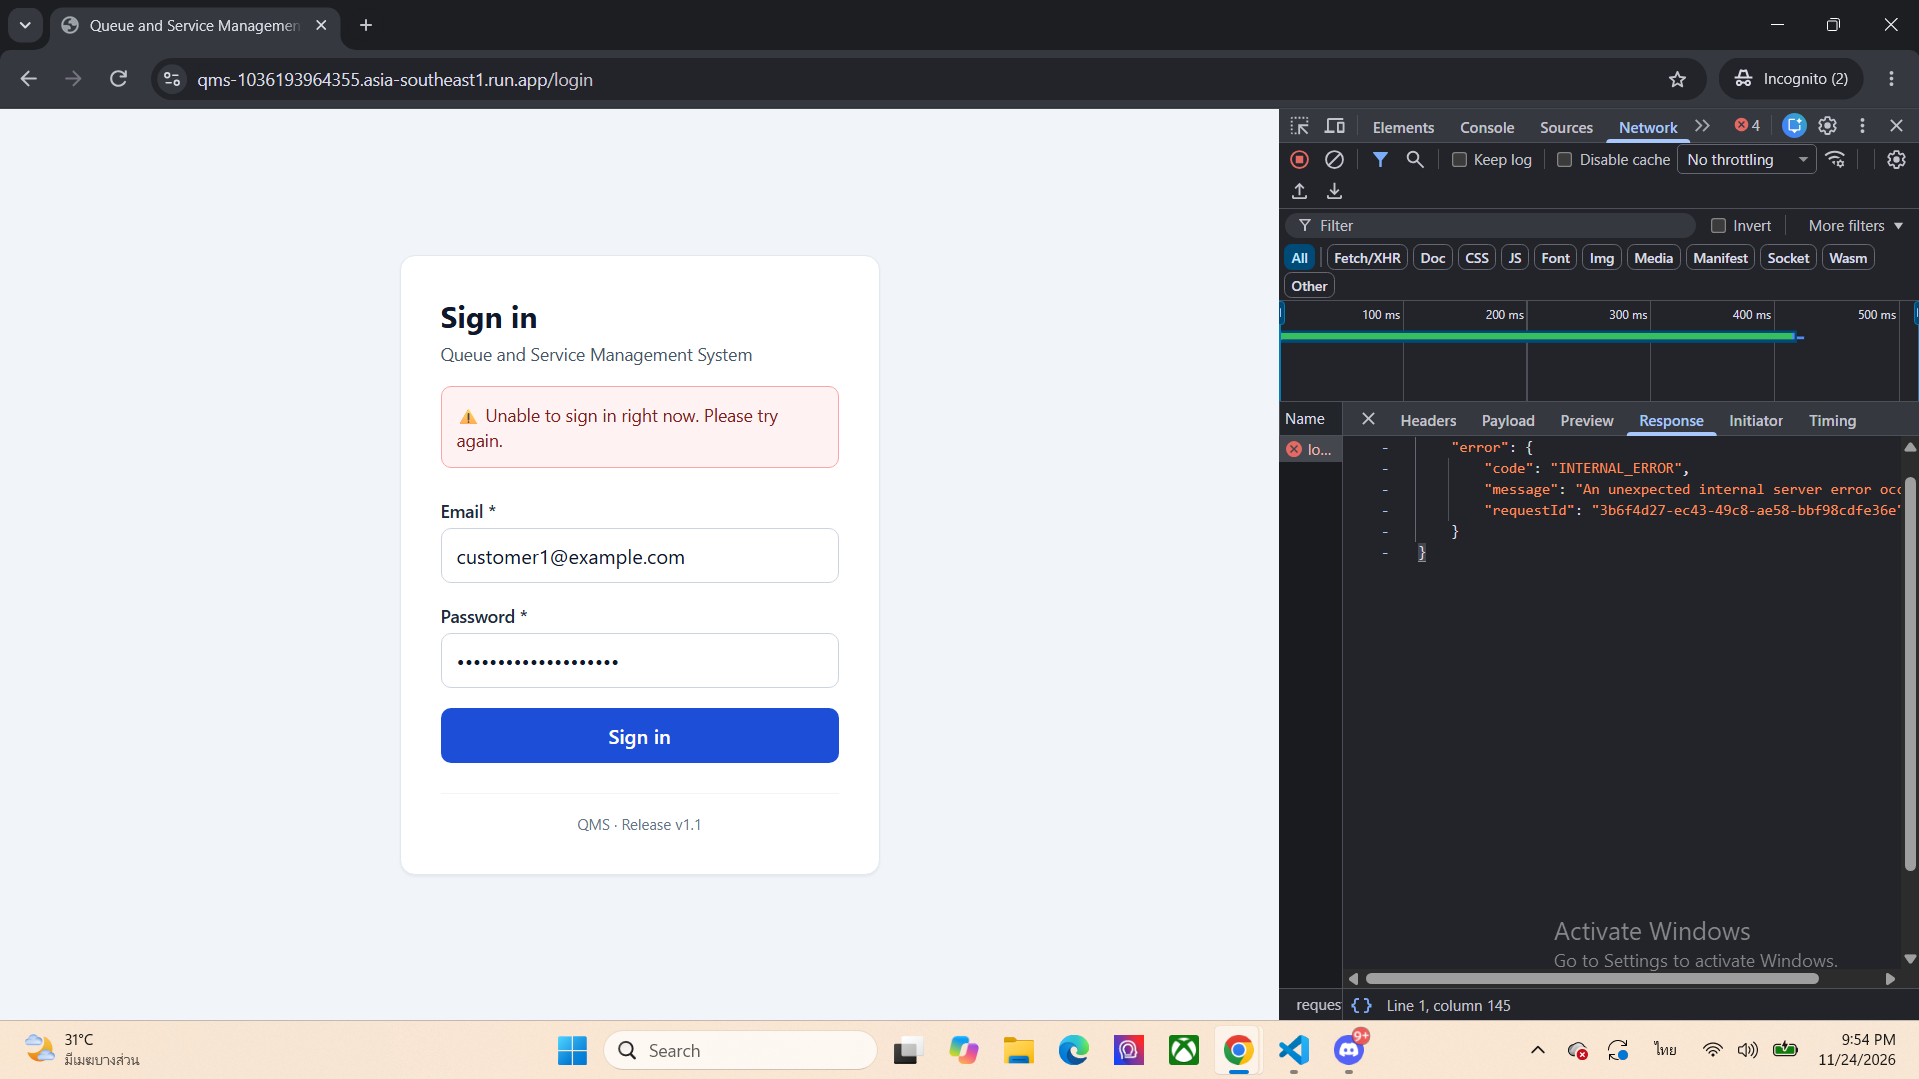 Queue and Service Managemen
qms-1036193964355.asia-southeast1.run.app/login
Incognito (2)
Sign in
Queue and Service Management System
⚠️ Unable to sign in right now. Please try
again.
Email *
customer1@example.com
Password *
••••••••••••••••••••
Sign in
QMS · Release v1.1
Elements
Console
Sources
Network
4
Keep log
Disable cache
No throttling
Filter
Invert
More filters
All
Fetch/XHR
Doc
CSS
JS
Font
Img
Media
Manifest
Socket
Wasm
Other
100 ms
200 ms
300 ms
400 ms
500 ms
Name
Headers
Payload
Preview
Response
Initiator
Timing
lo...
- "error": {
- "code": "INTERNAL_ERROR",
- "message": "An unexpected internal server error occ
- "requestId": "3b6f4d27-ec43-49c8-ae58-bbf98cdfe36e"
- }
- }
Activate Windows
Go to Settings to activate Windows.
reques
{ } Line 1, column 145
31°C
มีเมฆบางส่วน
Search
9+
ไทย
9:54 PM
11/24/2026